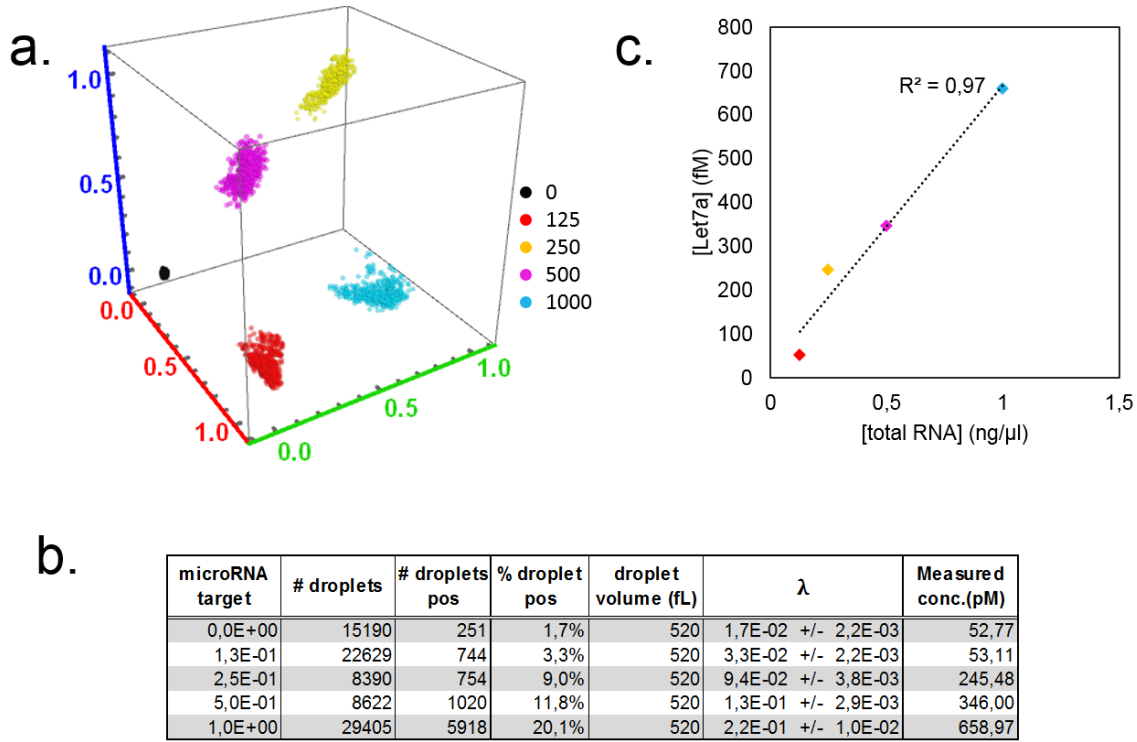 a.
1.0
0.5
0.0
0.0
0.5
1.0
0.0
0.5
1.0
0
125
250
500
1000
c.
[Let7a] (fM)
800
700
600
500
400
300
200
100
0
R² = 0,97
0 0,5 1 1,5
[total RNA] (ng/µl)
b.
microRNA target # droplets # droplets pos % droplet pos droplet volume (fL) λ Measured conc.(pM)
0,0E+00 15190 251 1,7% 520 1,7E-02 +/- 2,2E-03 52,77
1,3E-01 22629 744 3,3% 520 3,3E-02 +/- 2,2E-03 53,11
2,5E-01 8390 754 9,0% 520 9,4E-02 +/- 3,8E-03 245,48
5,0E-01 8622 1020 11,8% 520 1,3E-01 +/- 2,9E-03 346,00
1,0E+00 29405 5918 20,1% 520 2,2E-01 +/- 1,0E-02 658,97